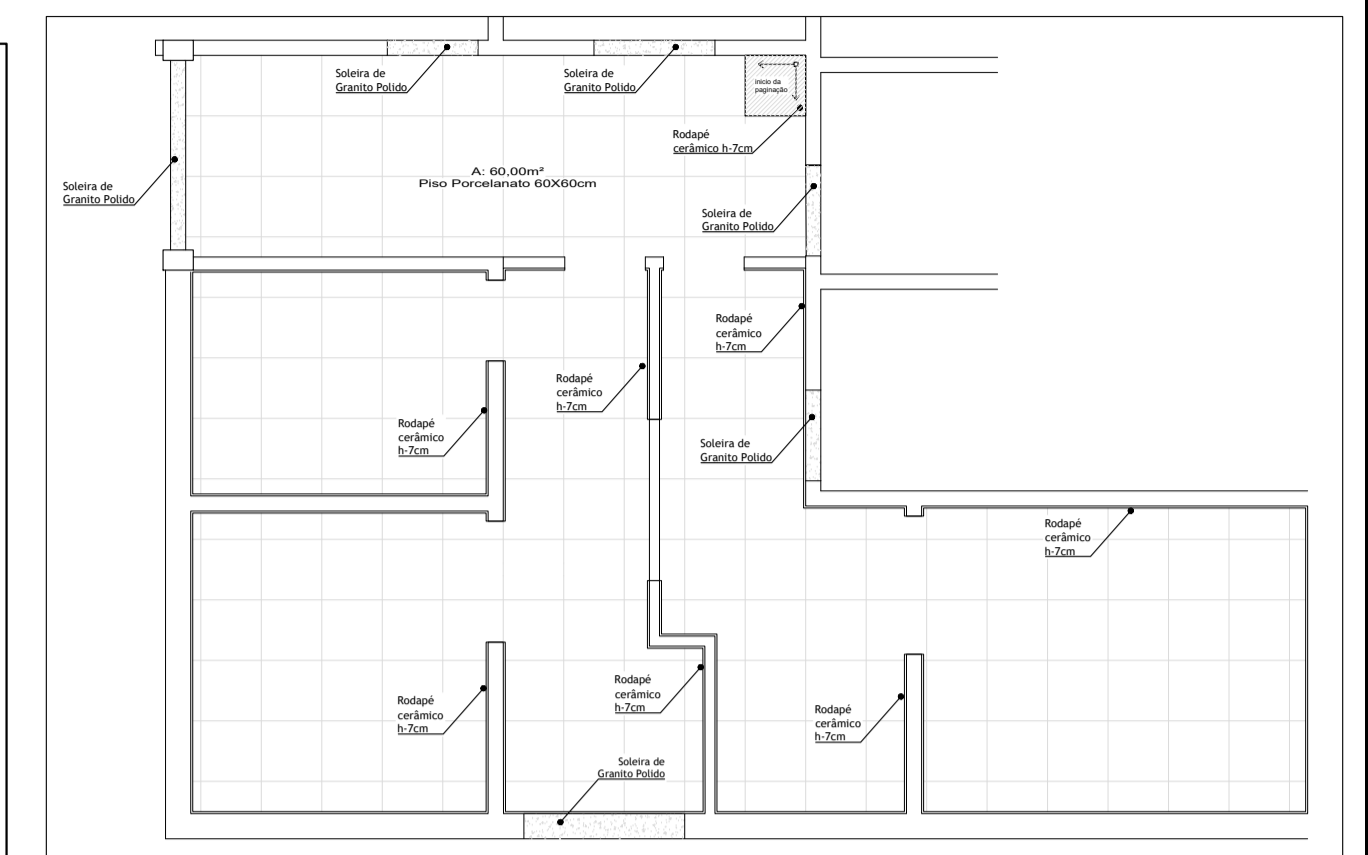 Soleira de
Granito Polido
Soleira de
Granito Polido
inicio da
paginação
Rodapé
cerâmico h-7cm
A: 60,00m²
Piso Porcelanato 60X60cm
Soleira de
Granito Polido
Soleira de
Granito Polido
Rodapé
cerâmico
h-7cm
Rodapé
cerâmico
h-7cm
Rodapé
cerâmico
h-7cm
Soleira de
Granito Polido
Rodapé
cerâmico
h-7cm
Rodapé
cerâmico
h-7cm
Rodapé
cerâmico
h-7cm
Rodapé
cerâmico
h-7cm
Soleira de
Granito Polido